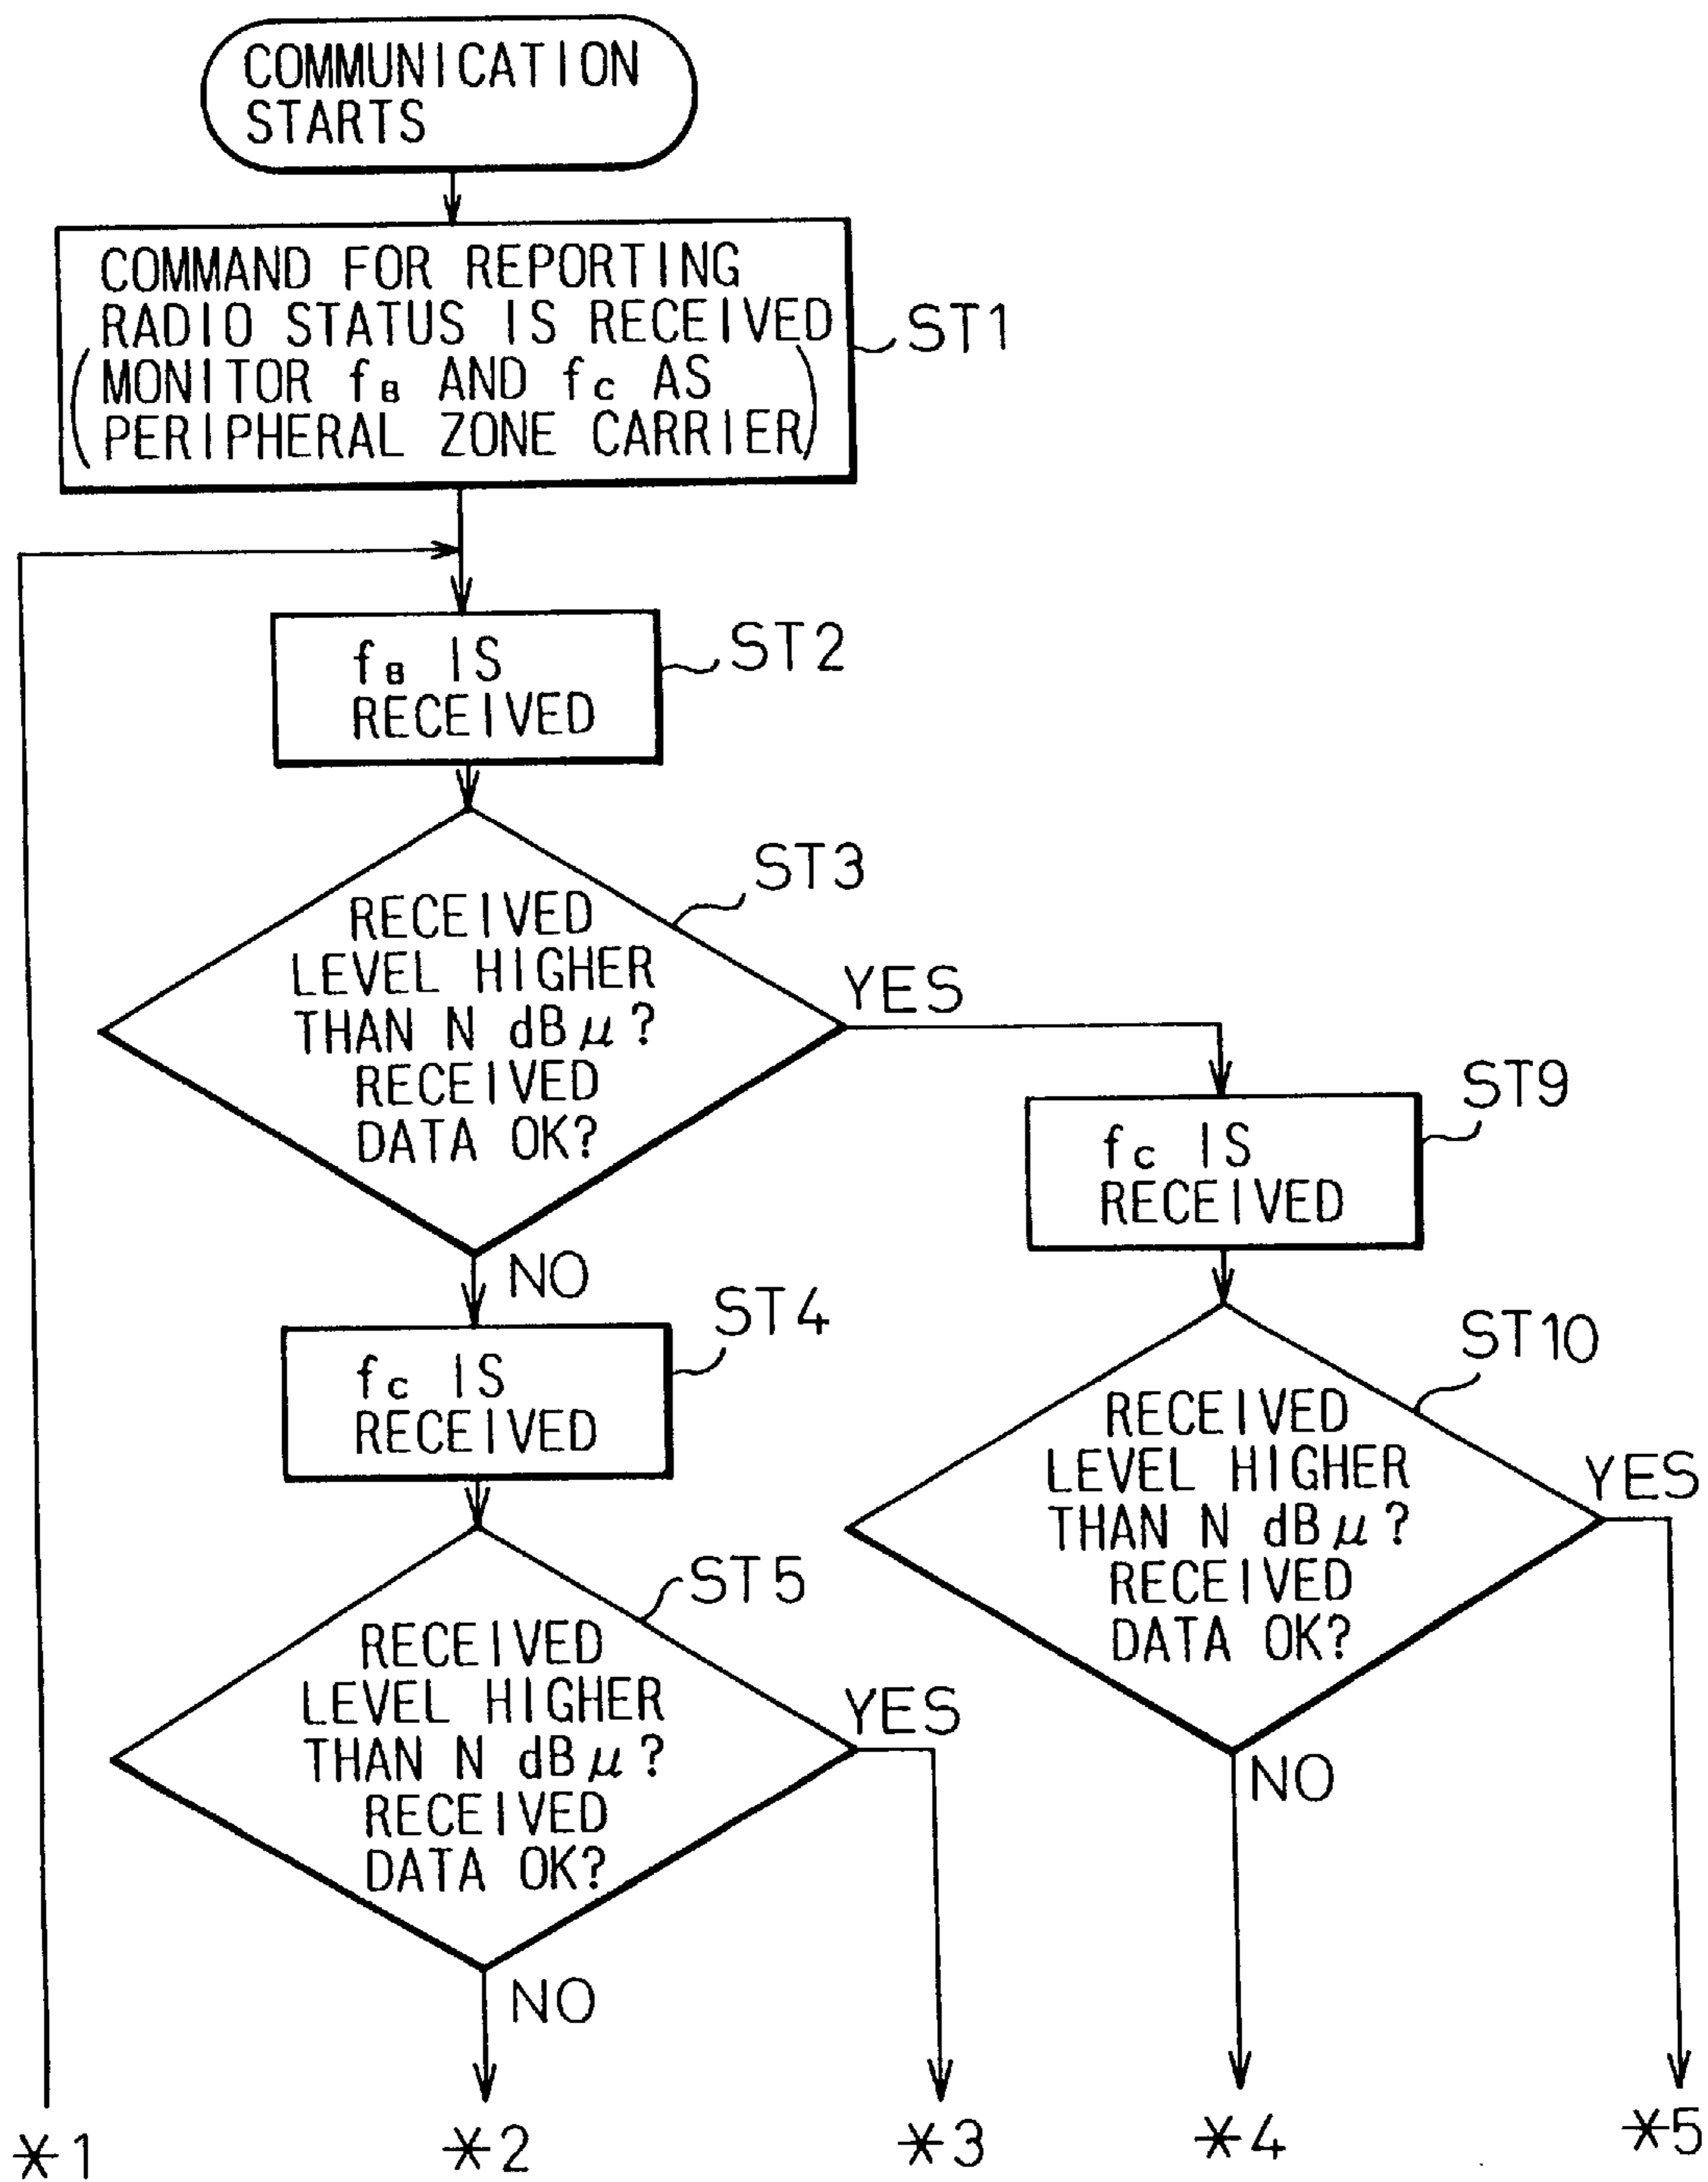 COMMUNICATION
STARTS
COMMAND FOR REPORTING
RADIO STATUS IS RECEIVED
(MONITOR fB AND fC AS
PERIPHERAL ZONE CARRIER)
ST1
fB IS
RECEIVED
ST2
RECEIVED
LEVEL HIGHER
THAN N dBμ?
RECEIVED
DATA OK?
ST3
YES
NO
fC IS
RECEIVED
ST9
fC IS
RECEIVED
ST4
RECEIVED
LEVEL HIGHER
THAN N dBμ?
RECEIVED
DATA OK?
ST10
YES
NO
RECEIVED
LEVEL HIGHER
THAN N dBμ?
RECEIVED
DATA OK?
ST5
YES
NO
*1
*2
*3
*4
*5